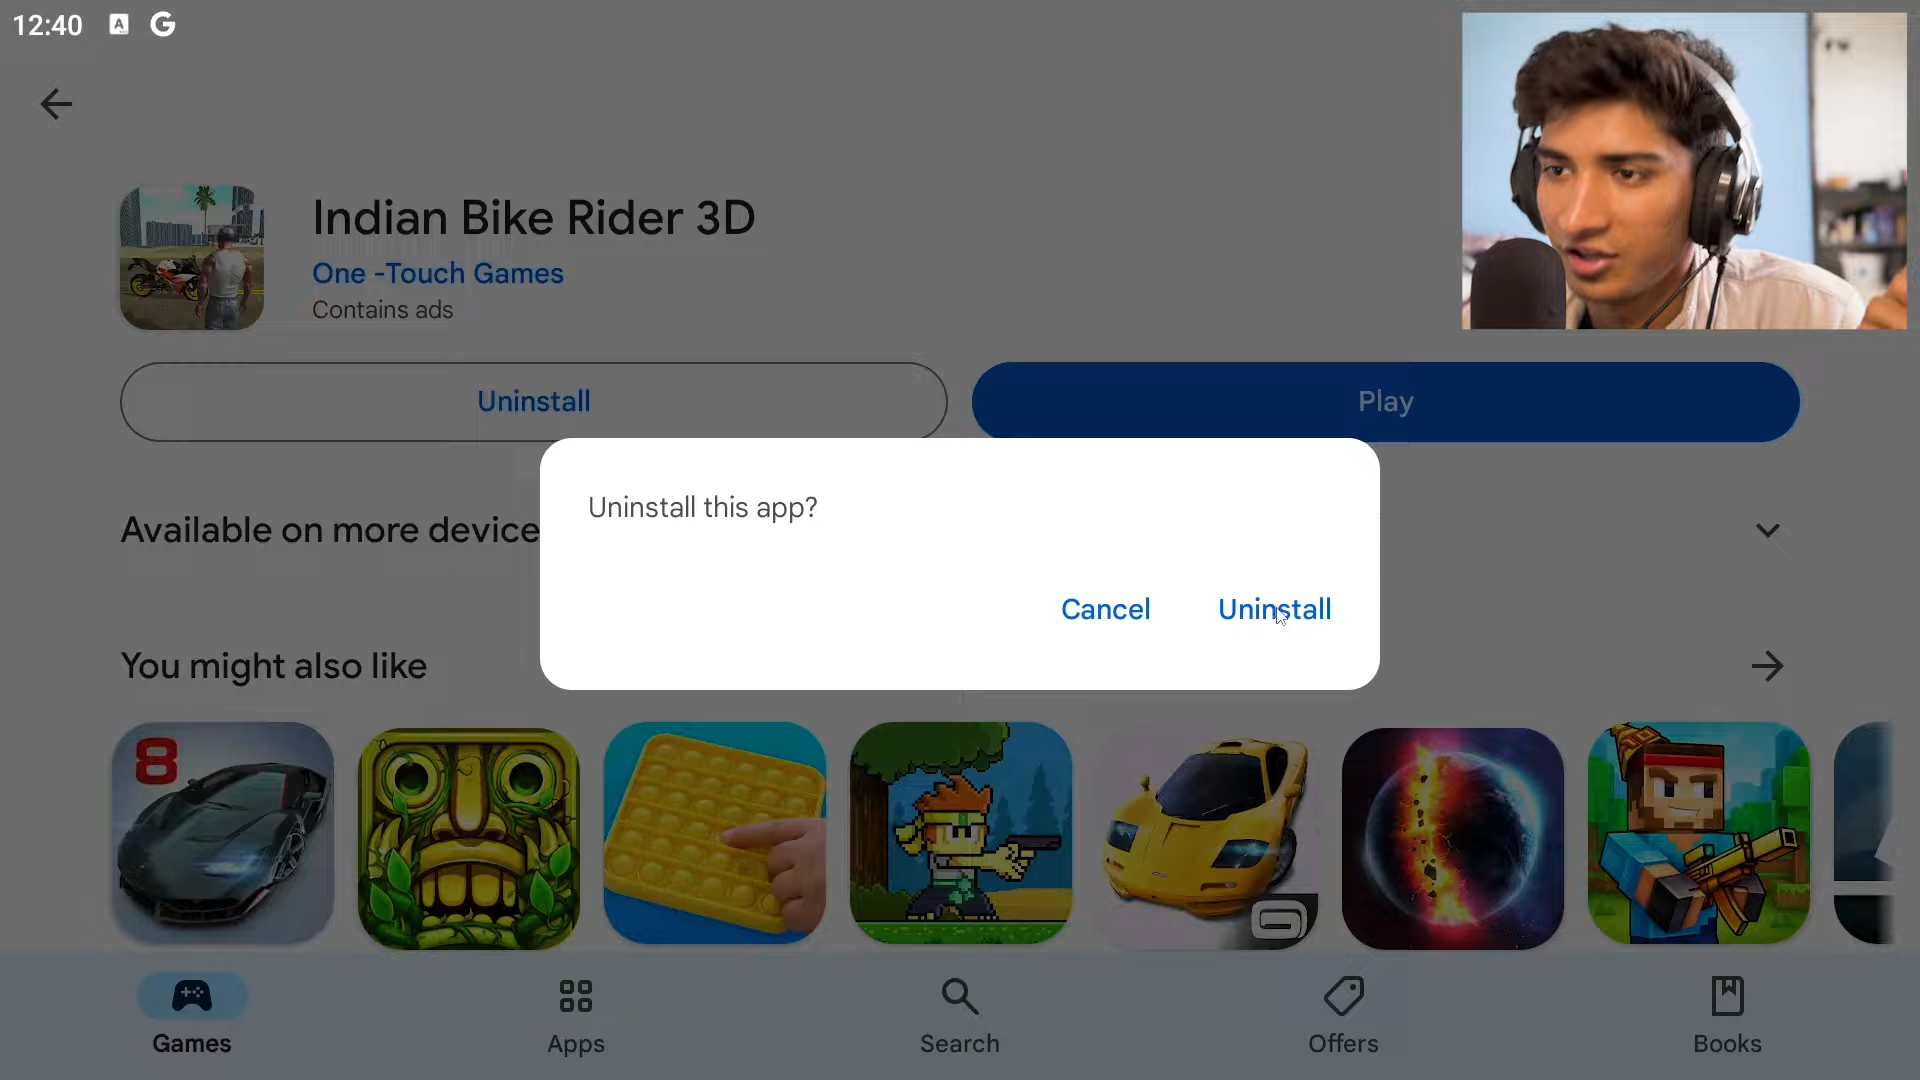 12:40 A G
Indian Bike Rider 3D
One -Touch Games
Contains ads
Uninstall
Play
Uninstall this app?
Cancel
Uninstall
Available on more device
You might also like
8
Games
Apps
Search
Offers
Books